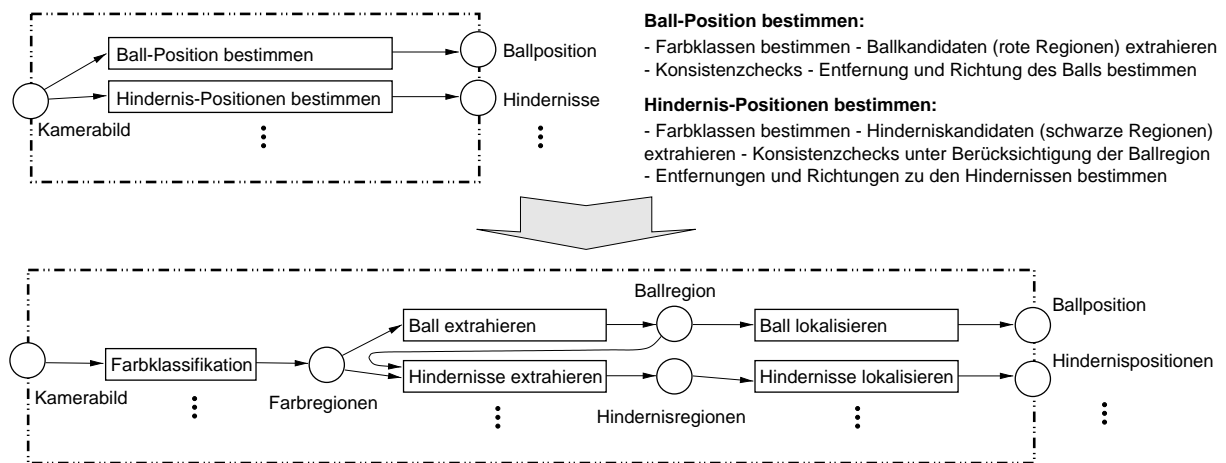 Ball-Position bestimmen
Ballposition
Hindernis-Positionen bestimmen
Hindernisse
Kamerabild
Ball-Position bestimmen:
- Farbklassen bestimmen - Ballkandidaten (rote Regionen) extrahieren
- Konsistenzchecks - Entfernung und Richtung des Balls bestimmen
Hindernis-Positionen bestimmen:
- Farbklassen bestimmen - Hinderniskandidaten (schwarze Regionen)
extrahieren - Konsistenzchecks unter Berücksichtigung der Ballregion
- Entfernungen und Richtungen zu den Hindernissen bestimmen
Ballregion
Ballposition
Ball extrahieren
Ball lokalisieren
Farbklassifikation
Hindernisse extrahieren
Hindernisse lokalisieren
Hindernispositionen
Kamerabild
Farbregionen
Hindernisregionen